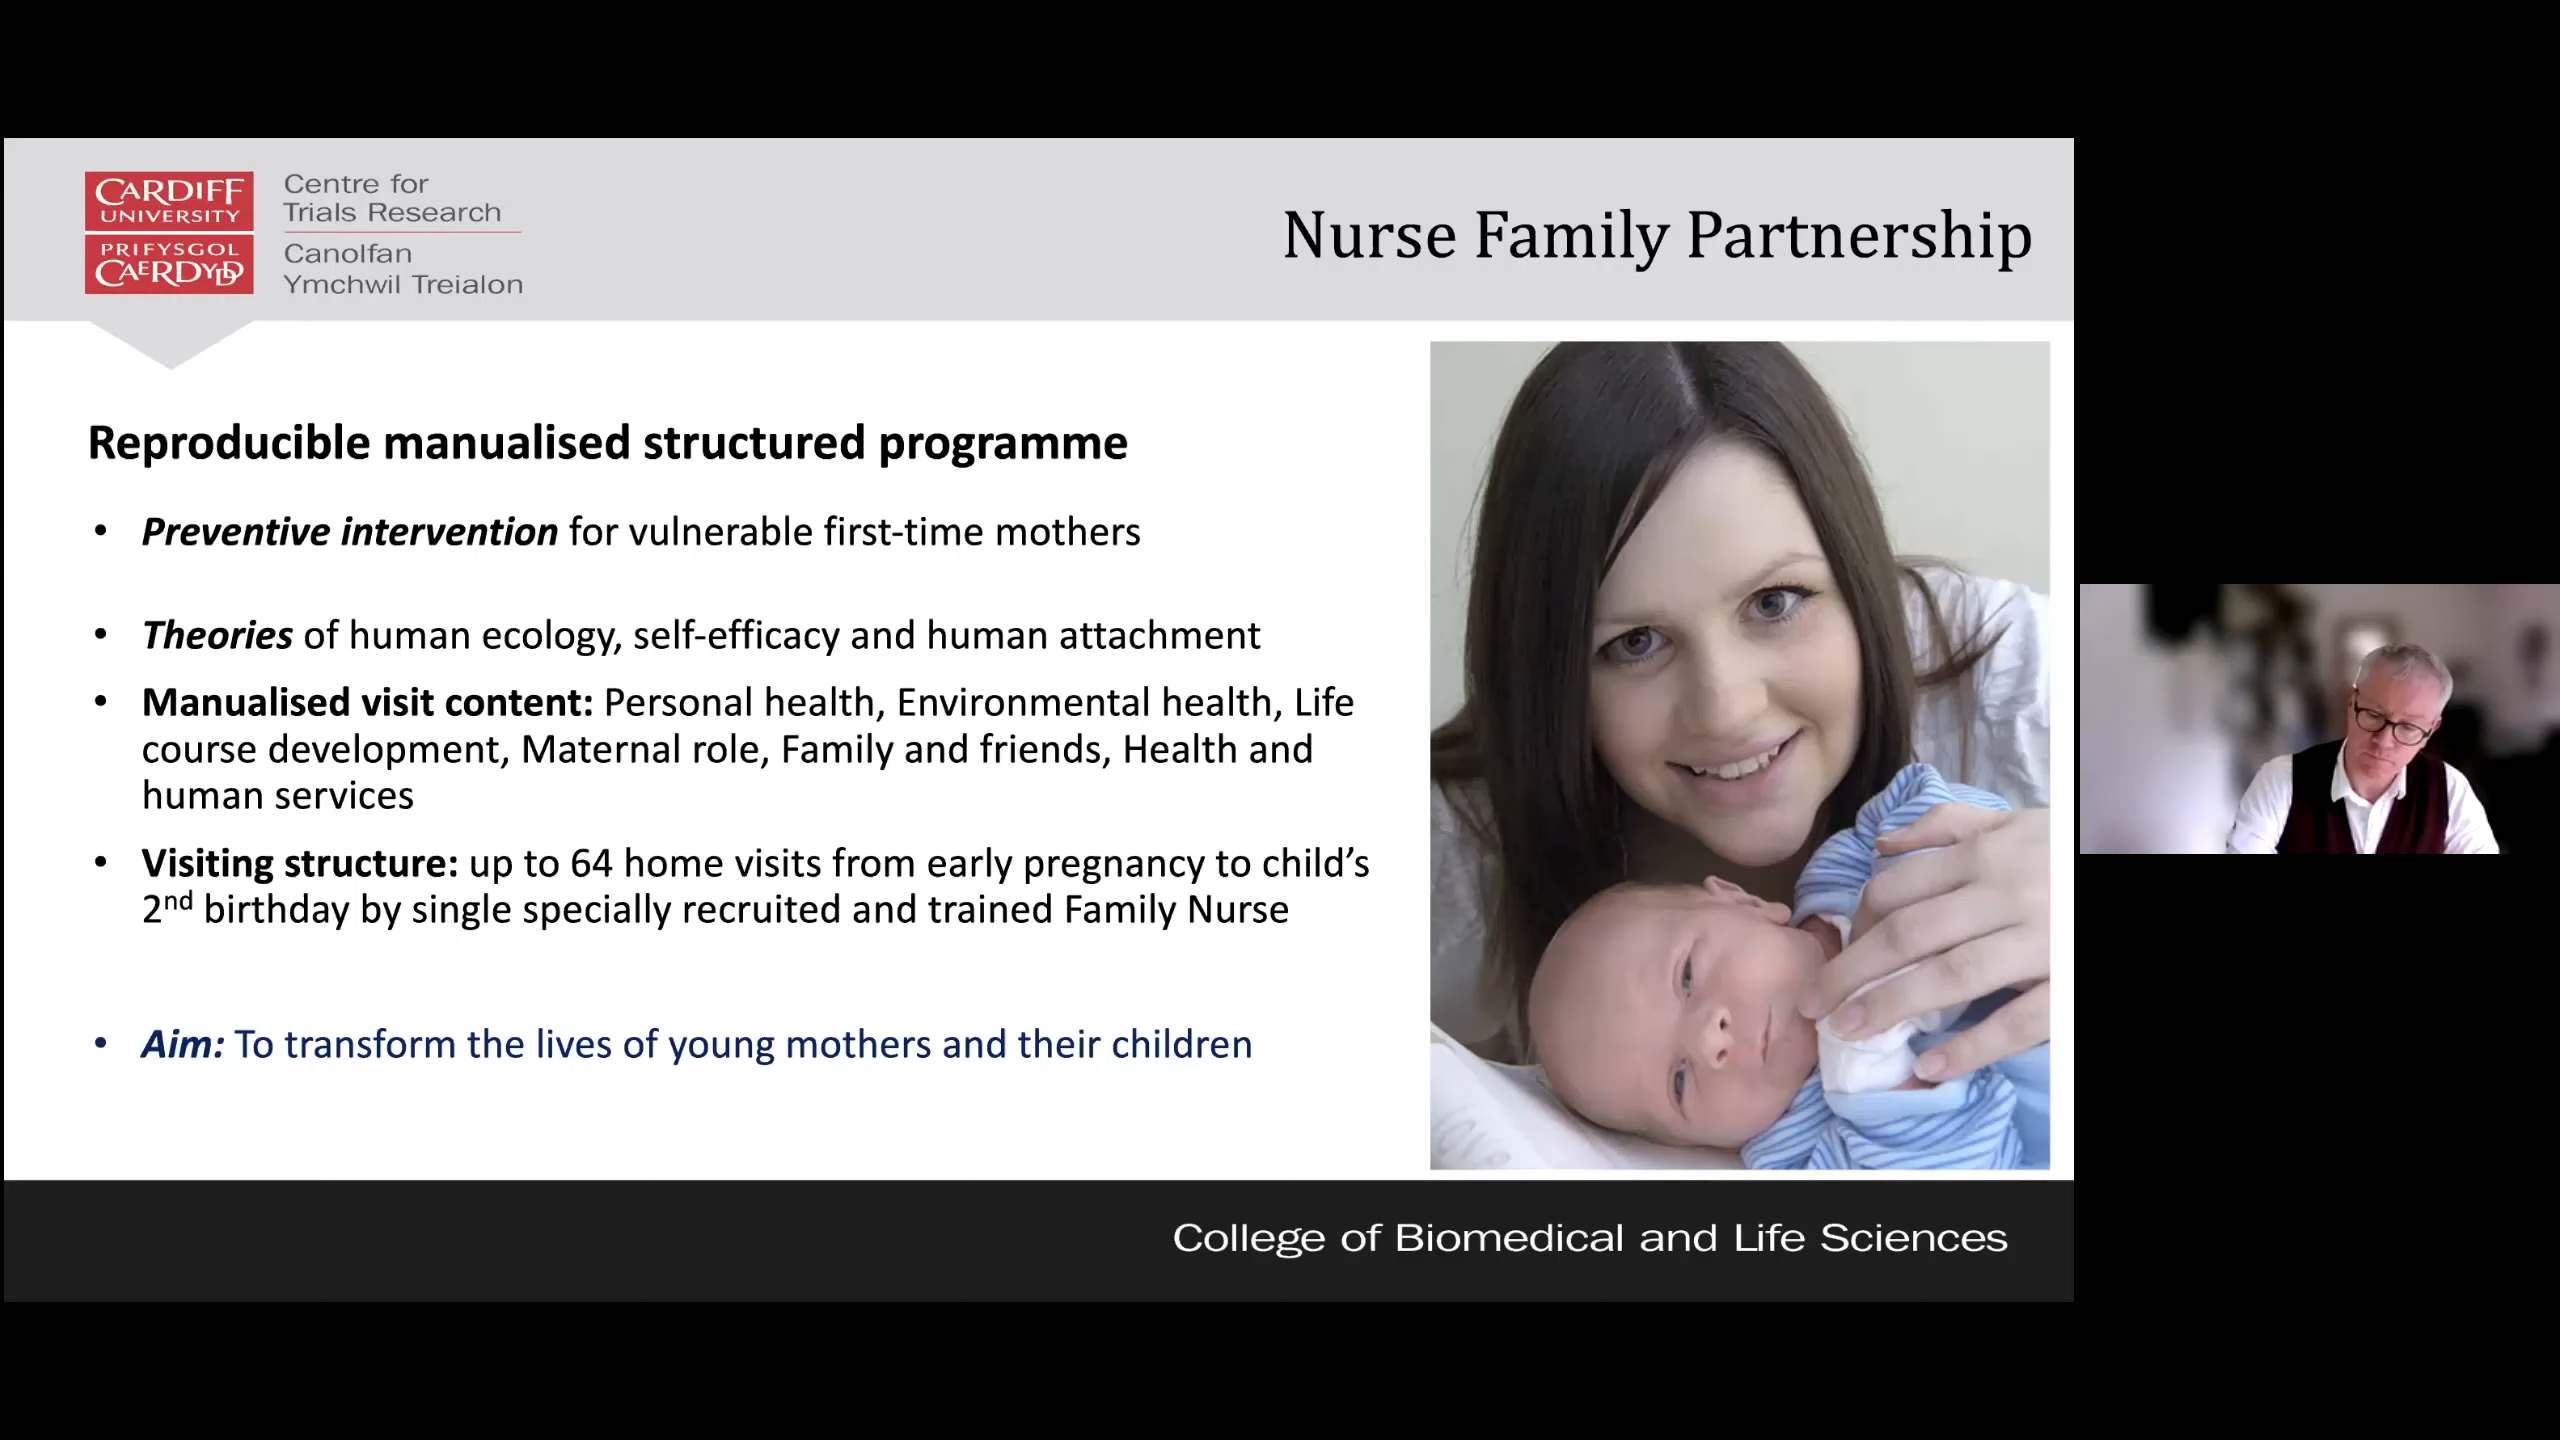 CARDIFF
UNIVERSITY
PRIFYSGOL
CAERDYDD
Centre for
Trials Research
Canolfan
Ymchwil Treialon
Nurse Family Partnership
Reproducible manualised structured programme
• Preventive intervention for vulnerable first-time mothers
• Theories of human ecology, self-efficacy and human attachment
• Manualised visit content: Personal health, Environmental health, Life
course development, Maternal role, Family and friends, Health and
human services
• Visiting structure: up to 64 home visits from early pregnancy to child’s
2nd birthday by single specially recruited and trained Family Nurse
• Aim: To transform the lives of young mothers and their children
College of Biomedical and Life Sciences